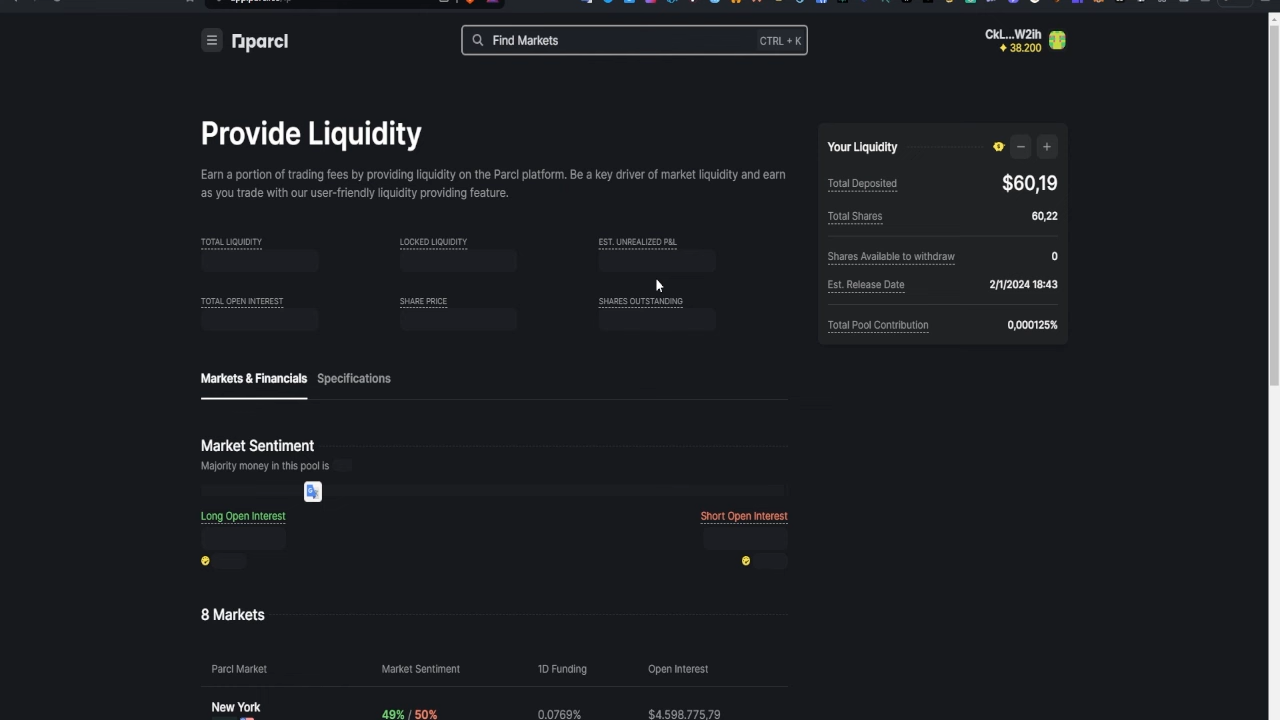 parcl
Find Markets
CTRL + K
CkL...W2ih
38.200
Provide Liquidity
Earn a portion of trading fees by providing liquidity on the Parcl platform. Be a key driver of market liquidity and earn
as you trade with our user-friendly liquidity providing feature.
TOTAL LIQUIDITY
LOCKED LIQUIDITY
EST. UNREALIZED P&L
TOTAL OPEN INTEREST
SHARE PRICE
SHARES OUTSTANDING
Your Liquidity
Total Deposited
$60,19
Total Shares
60,22
Shares Available to withdraw
0
Est. Release Date
2/1/2024 18:43
Total Pool Contribution
0,000125%
Markets & Financials
Specifications
Market Sentiment
Majority money in this pool is
Long Open Interest
Short Open Interest
8 Markets
Parcl Market
Market Sentiment
1D Funding
Open Interest
New York
49% / 50%
0.0769%
$4.598.775,79